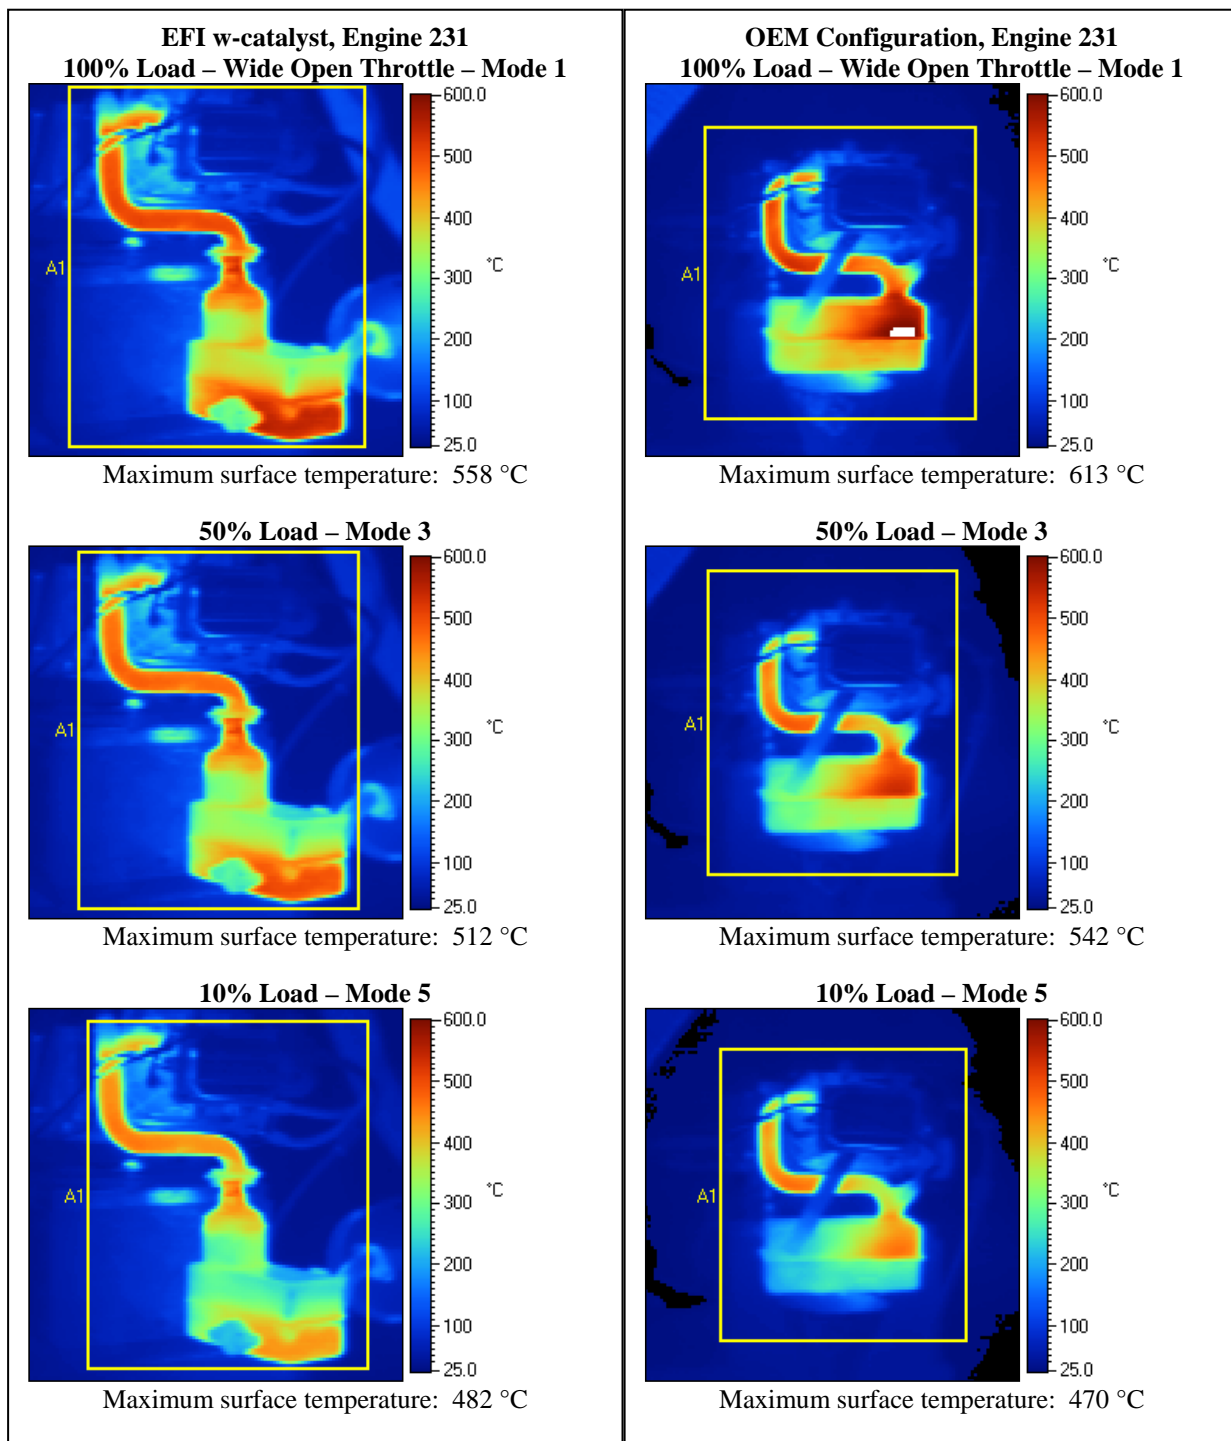 EFI w-catalyst, Engine 231
100% Load – Wide Open Throttle – Mode 1
A1
600.0
500
400
°C
300
200
100
25.0
Maximum surface temperature: 558 °C
50% Load – Mode 3
A1
600.0
500
400
°C
300
200
100
25.0
Maximum surface temperature: 512 °C
10% Load – Mode 5
A1
600.0
500
400
°C
300
200
100
25.0
Maximum surface temperature: 482 °C
OEM Configuration, Engine 231
100% Load – Wide Open Throttle – Mode 1
A1
600.0
500
400
°C
300
200
100
25.0
Maximum surface temperature: 613 °C
50% Load – Mode 3
A1
600.0
500
400
°C
300
200
100
25.0
Maximum surface temperature: 542 °C
10% Load – Mode 5
A1
600.0
500
400
°C
300
200
100
25.0
Maximum surface temperature: 470 °C